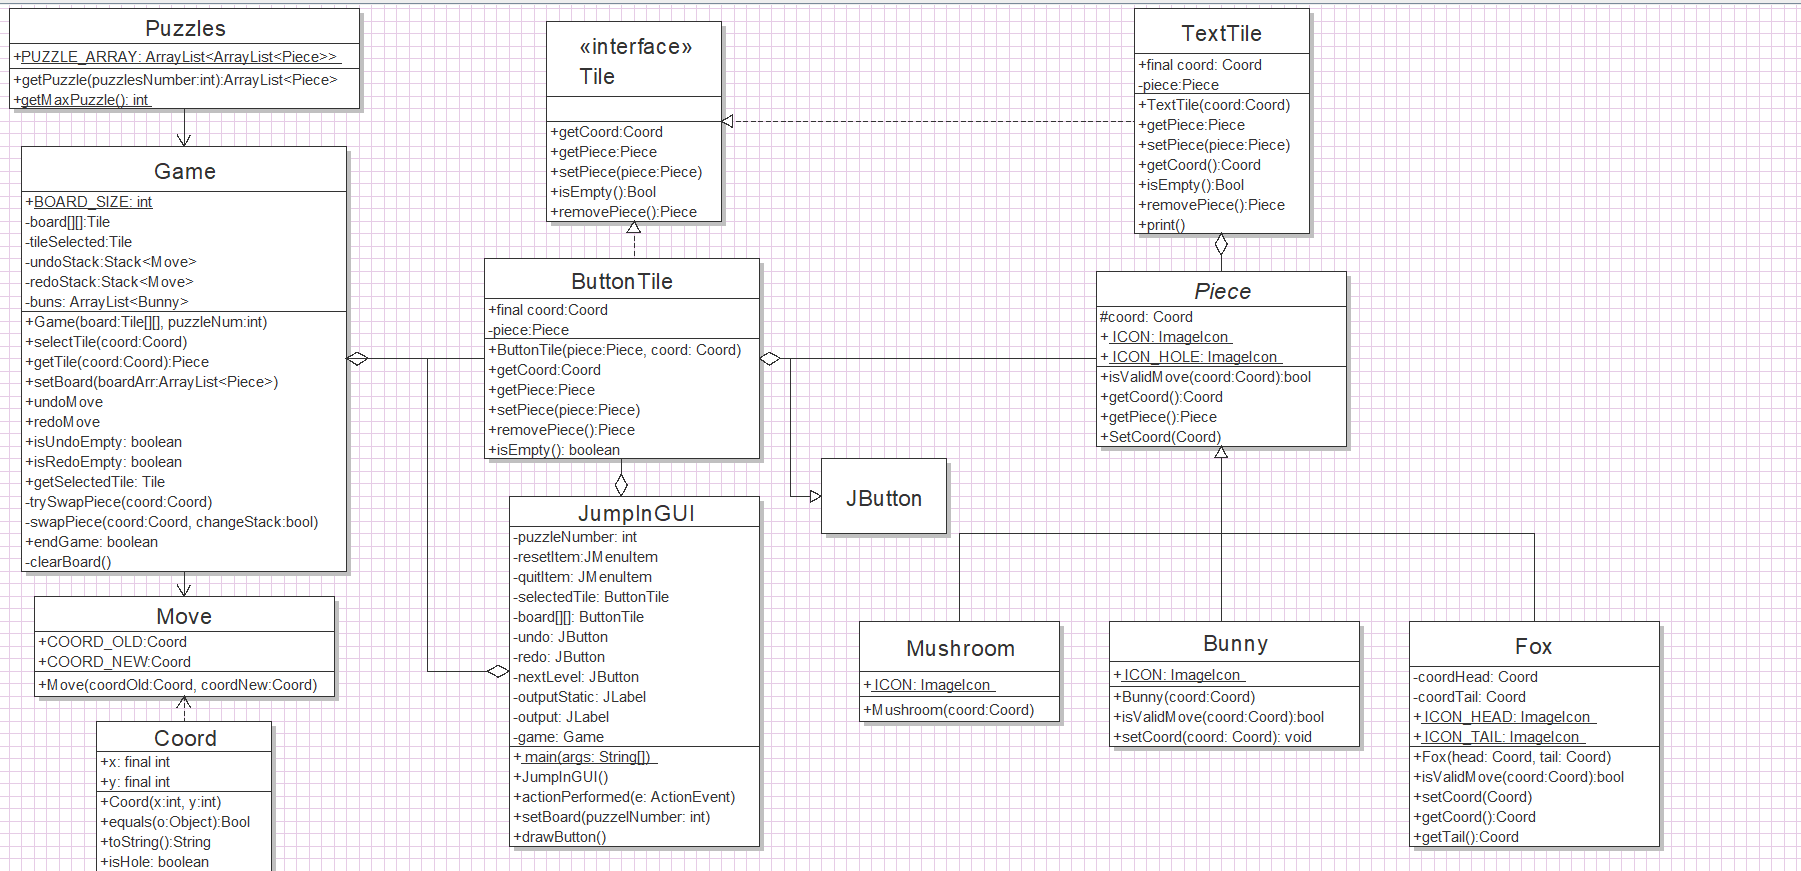 Puzzles
+PUZZLE_ARRAY: ArrayList<ArrayList<Piece>>
+getPuzzle(puzzlesNumber:int):ArrayList<Piece>
+getMaxPuzzle(): int
Game
+BOARD_SIZE: int
-board[][]:Tile
-tileSelected:Tile
-undoStack:Stack<Move>
-redoStack:Stack<Move>
-buns: ArrayList<Bunny>
+Game(board:Tile[][], puzzleNum:int)
+selectTile(coord:Coord)
+getTile(coord:Coord):Piece
+setBoard(boardArr:ArrayList<Piece>)
+undoMove
+redoMove
+isUndoEmpty: boolean
+isRedoEmpty: boolean
+getSelectedTile: Tile
-trySwapPiece(coord:Coord)
-swapPiece(coord:Coord, changeStack:bool)
+endGame: boolean
-clearBoard()
Move
+COORD_OLD:Coord
+COORD_NEW:Coord
+Move(coordOld:Coord, coordNew:Coord)
Coord
+x: final int
+y: final int
+Coord(x:int, y:int)
+equals(o:Object):Bool
+toString():String
+isHole: boolean
«interface»
Tile
+getCoord:Coord
+getPiece:Piece
+setPiece(piece:Piece)
+isEmpty():Bool
+removePiece():Piece
ButtonTile
+final coord:Coord
-piece:Piece
+ButtonTile(piece:Piece, coord: Coord)
+getCoord:Coord
+getPiece:Piece
+setPiece(piece:Piece)
+removePiece():Piece
+isEmpty(): boolean
JumpInGUI
-puzzleNumber: int
-resetItem:JMenuItem
-quitItem: JMenuItem
-selectedTile: ButtonTile
-board[][]: ButtonTile
-undo: JButton
-redo: JButton
-nextLevel: JButton
-outputStatic: JLabel
-output: JLabel
-game: Game
+ main(args: String[])
+JumpInGUI()
+actionPerformed(e: ActionEvent)
+setBoard(puzzelNumber: int)
+drawButton()
JButton
TextTile
+final coord: Coord
-piece:Piece
+TextTile(coord:Coord)
+getPiece:Piece
+setPiece(piece:Piece)
+getCoord():Coord
+isEmpty():Bool
+removePiece():Piece
+print()
Piece
#coord: Coord
+ ICON: ImageIcon
+ ICON_HOLE: ImageIcon
+isValidMove(coord:Coord):bool
+getCoord():Coord
+getPiece():Piece
+SetCoord(Coord)
Mushroom
+ ICON: ImageIcon
+Mushroom(coord:Coord)
Bunny
+ ICON: ImageIcon
+Bunny(coord:Coord)
+isValidMove(coord:Coord):bool
+setCoord(coord: Coord): void
Fox
-coordHead: Coord
-coordTail: Coord
+ ICON_HEAD: ImageIcon
+ ICON_TAIL: ImageIcon
+Fox(head: Coord, tail: Coord)
+isValidMove(coord:Coord):bool
+setCoord(Coord)
+getCoord():Coord
+getTail():Coord